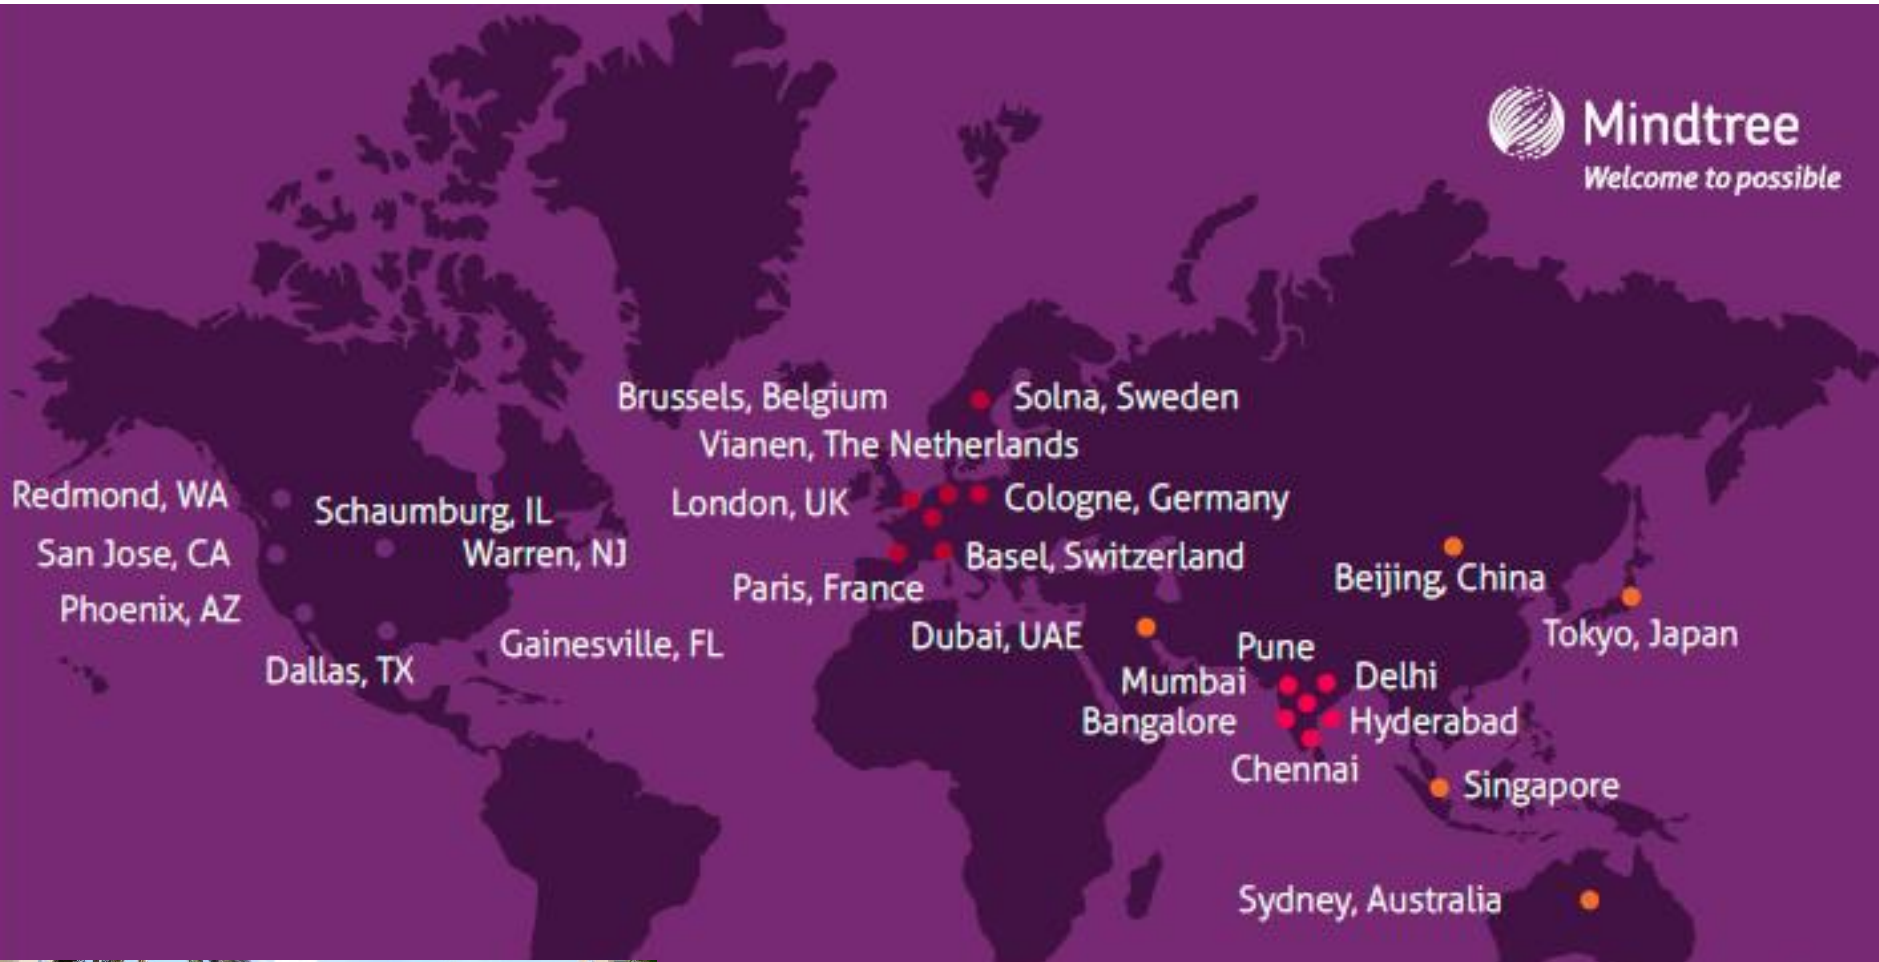 Mindtree
Welcome to possible
Brussels, Belgium
Solna, Sweden
Vianen, The Netherlands
Redmond, WA
Schaumburg, IL
London, UK
Cologne, Germany
San Jose, CA
Warren, NJ
Basel, Switzerland
Paris, France
Beijing, China
Phoenix, AZ
Gainesville, FL
Dubai, UAE
Tokyo, Japan
Dallas, TX
Pune
Mumbai
Delhi
Bangalore
Hyderabad
Chennai
Singapore
Sydney, Australia